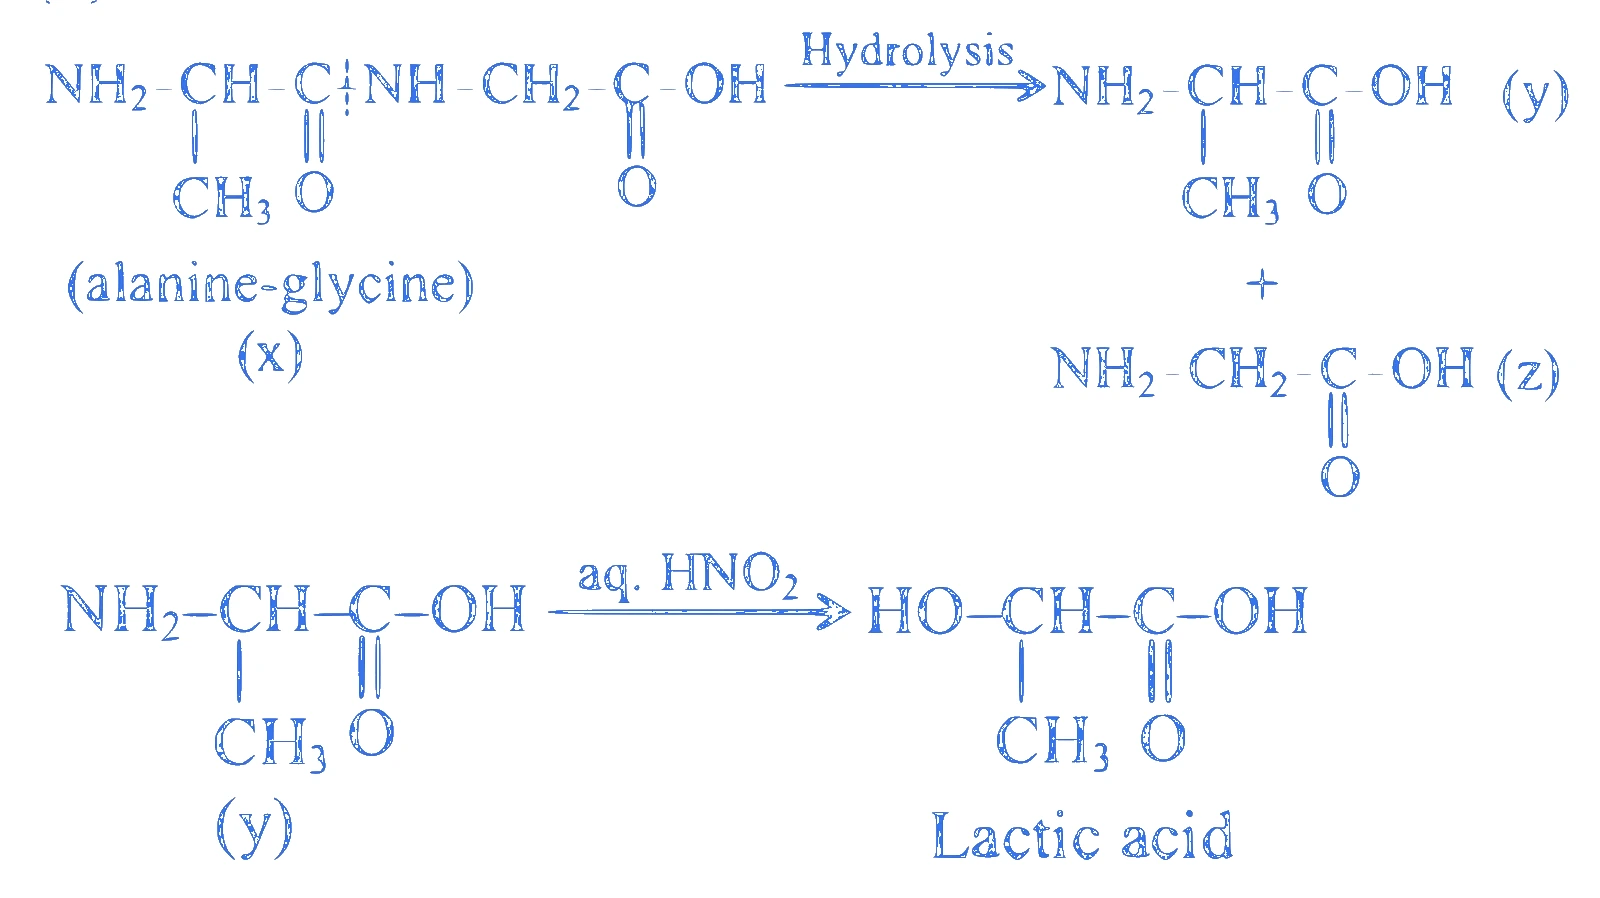 NH2-CH-C-NH-CH2-C-OH Hydrolysis NH2-CH-C-OH (y)
CH3 O O CH3 O
(alanine-glycine) +
(x) NH2-CH2-C-OH (z)
O
NH2-CH-C-OH aq. HNO2 HO-CH-C-OH
CH3 O CH3 O
(y) Lactic acid